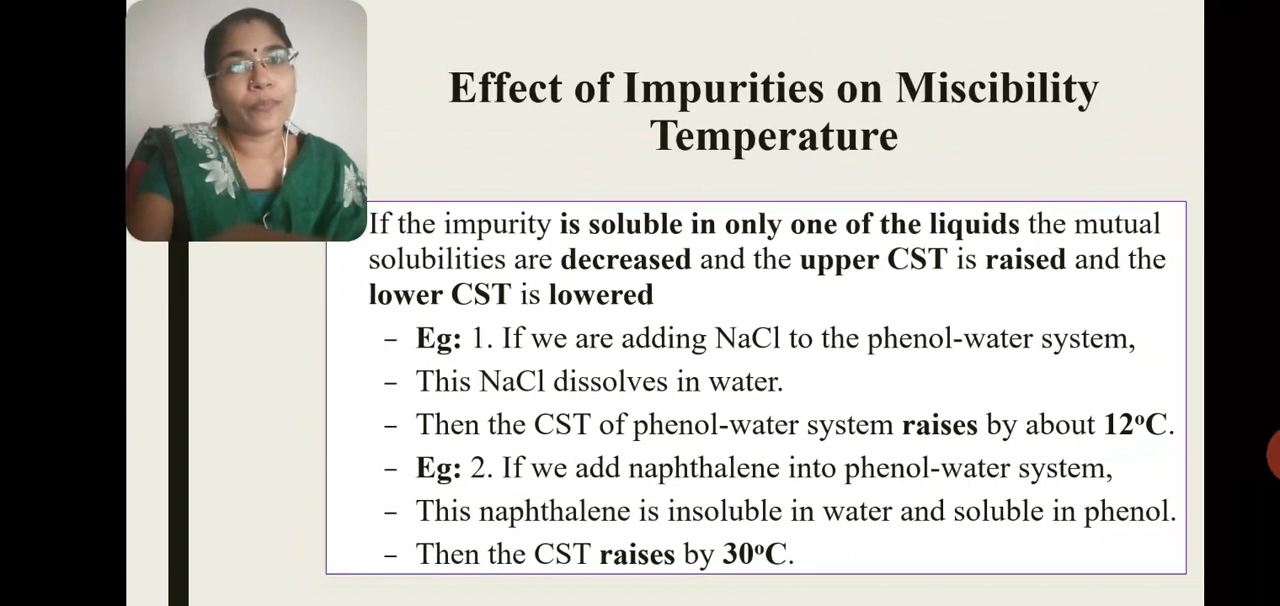 Effect of Impurities on Miscibility
Temperature
If the impurity is soluble in only one of the liquids the mutual
solubilities are decreased and the upper CST is raised and the
lower CST is lowered
– Eg: 1. If we are adding NaCl to the phenol-water system,
– This NaCl dissolves in water.
– Then the CST of phenol-water system raises by about 12ᵒC.
– Eg: 2. If we add naphthalene into phenol-water system,
– This naphthalene is insoluble in water and soluble in phenol.
– Then the CST raises by 30ᵒC.